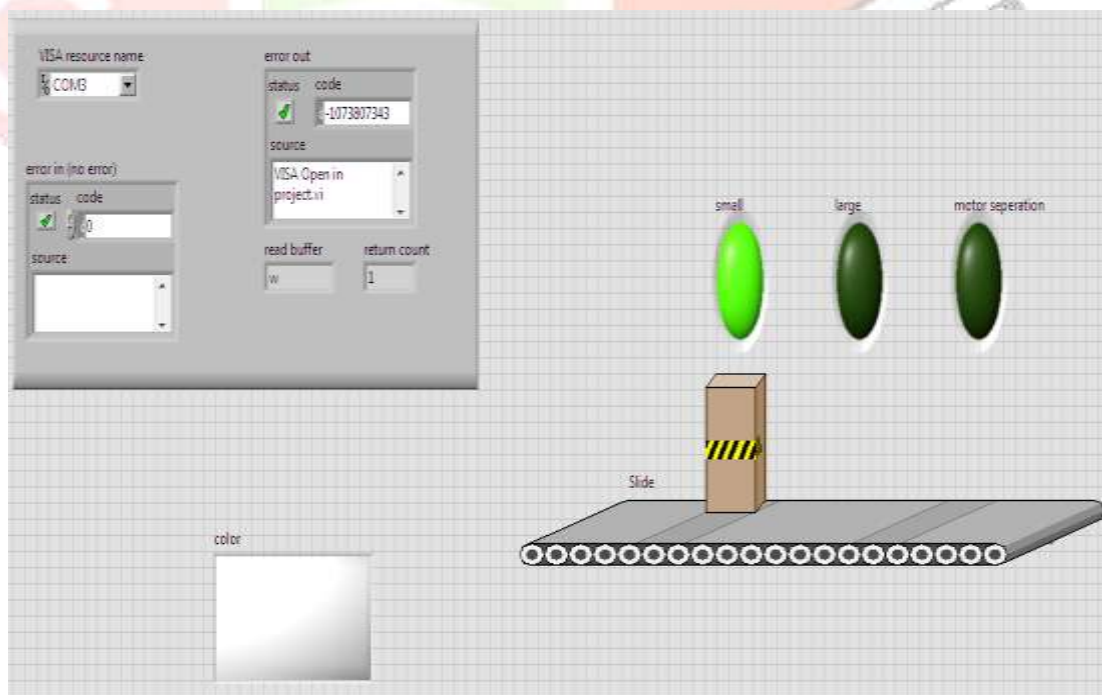 VISA resource name
COM3
error out
status code
-1073807343
source
VISA Open in
project.vi
error in (no error)
status code
0
source
read buffer
w
return count
1
small
large
motor seperation
Slide
color